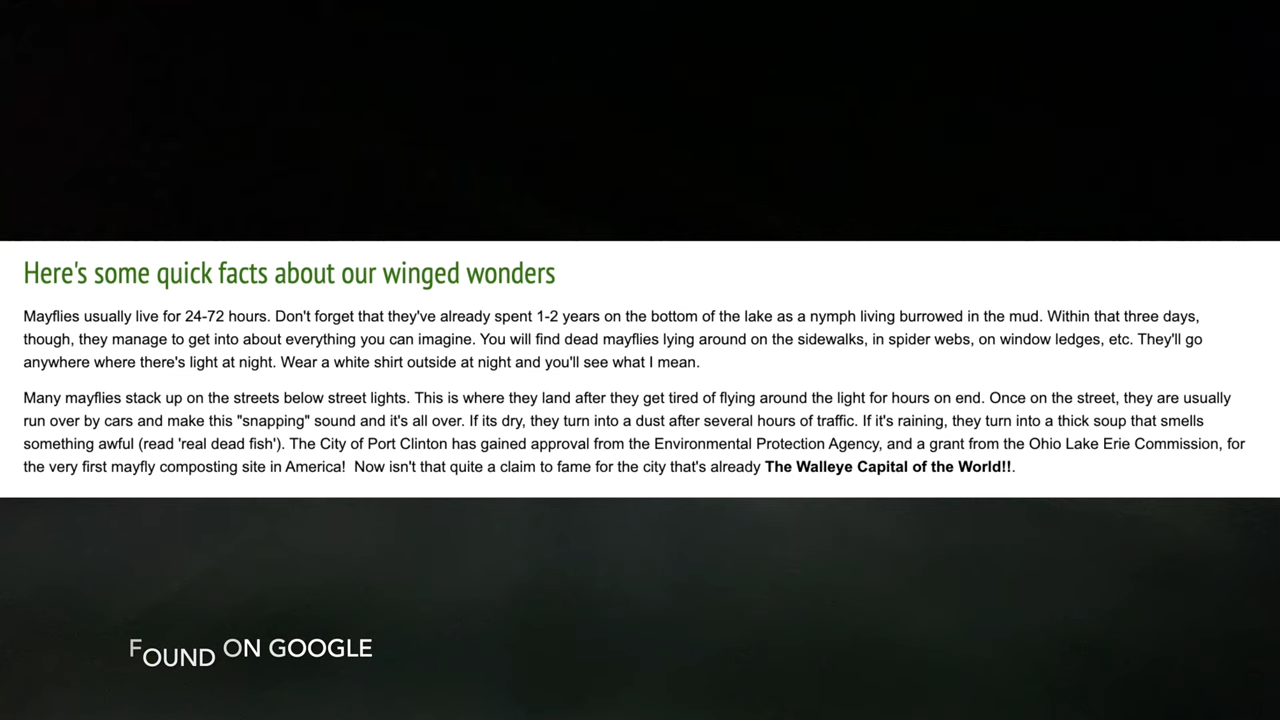 Here's some quick facts about our winged wonders
Mayflies usually live for 24-72 hours. Don't forget that they've already spent 1-2 years on the bottom of the lake as a nymph living burrowed in the mud. Within that three days,
though, they manage to get into about everything you can imagine. You will find dead mayflies lying around on the sidewalks, in spider webs, on window ledges, etc. They'll go
anywhere where there's light at night. Wear a white shirt outside at night and you'll see what I mean.
Many mayflies stack up on the streets below street lights. This is where they land after they get tired of flying around the light for hours on end. Once on the street, they are usually
run over by cars and make this "snapping" sound and it's all over. If its dry, they turn into a dust after several hours of traffic. If it's raining, they turn into a thick soup that smells
something awful (read 'real dead fish'). The City of Port Clinton has gained approval from the Environmental Protection Agency, and a grant from the Ohio Lake Erie Commission, for
the very first mayfly composting site in America!  Now isn't that quite a claim to fame for the city that's already The Walleye Capital of the World!!.
FOUND ON GOOGLE